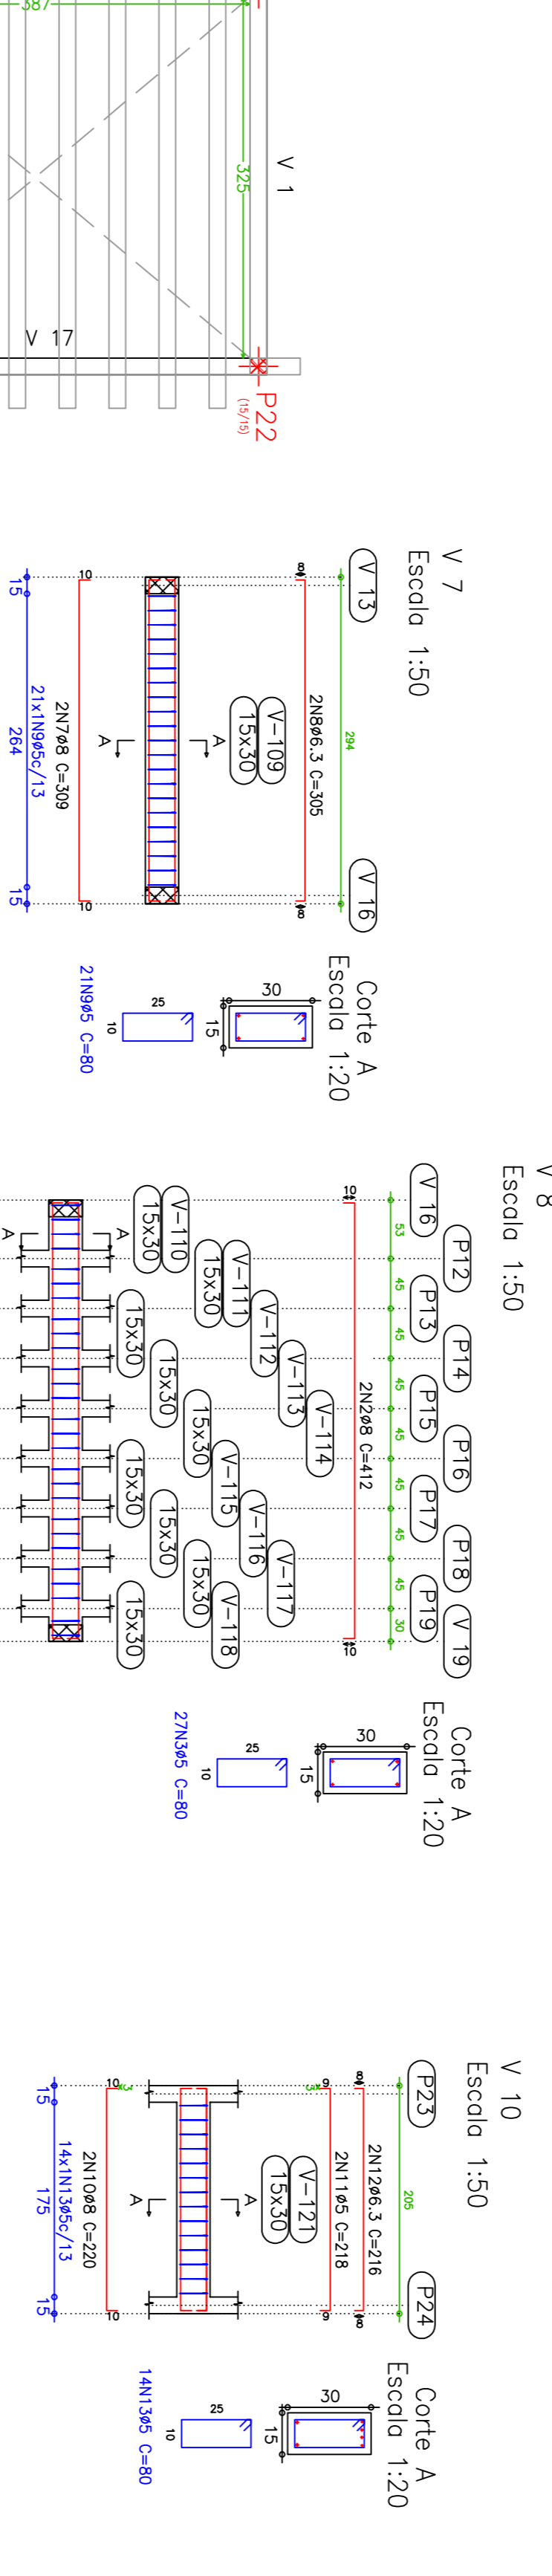 387
325
V 1
V 17
P22
(15/15)
V 7
Escala 1:50
V 13
V 16
294
8
8
2N8ø6.3 C=305
V-109
15x30
A
A
10
10
2N7ø8 C=309
21x1N9ø5c/13
15
264
15
Corte A
Escala 1:20
30
15
25
10
21N9ø5 C=80
V 8
Escala 1:50
V 16
P12
P13
P14
P15
P16
P17
P18
P19
V 19
53
45
45
45
45
45
45
45
30
10
10
2N2ø8 C=412
V-110
15x30
V-111
15x30
V-112
15x30
V-113
15x30
V-114
15x30
V-115
15x30
V-116
15x30
V-117
15x30
V-118
15x30
A
A
Corte A
Escala 1:20
30
15
25
10
27N3ø5 C=80
V 10
Escala 1:50
P23
P24
205
8
8
2N12ø6.3 C=216
9
9
2N11ø5 C=218
V-121
15x30
A
A
10
10
2N10ø8 C=220
14x1N13ø5c/13
15
175
15
Corte A
Escala 1:20
30
15
25
10
14N13ø5 C=80